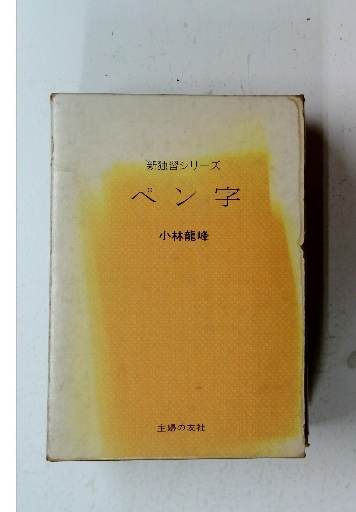 新独習シリーズ
ペン字
小林龍峰
主婦の友社